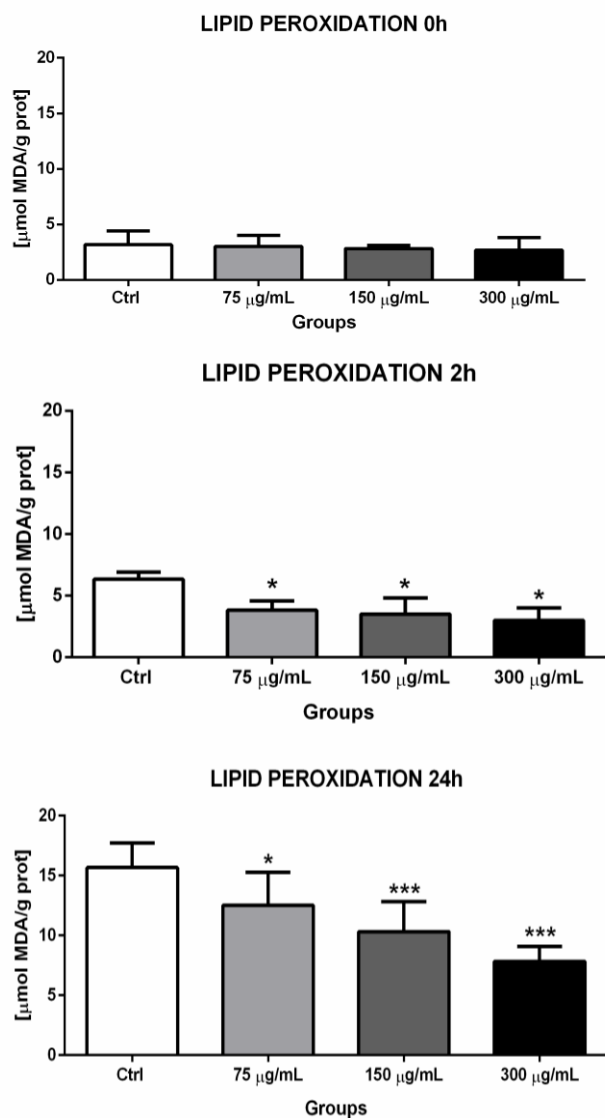 LIPID PEROXIDATION 0h
20
15
10
5
0
[μmol MDA/g prot]
Ctrl 75 μg/mL 150 μg/mL 300 μg/mL
Groups
LIPID PEROXIDATION 2h
20
15
10
5
0
[μmol MDA/g prot]
* * *
Ctrl 75 μg/mL 150 μg/mL 300 μg/mL
Groups
LIPID PEROXIDATION 24h
20
15
10
5
0
[μmol MDA/g prot]
* *** ***
Ctrl 75 μg/mL 150 μg/mL 300 μg/mL
Groups